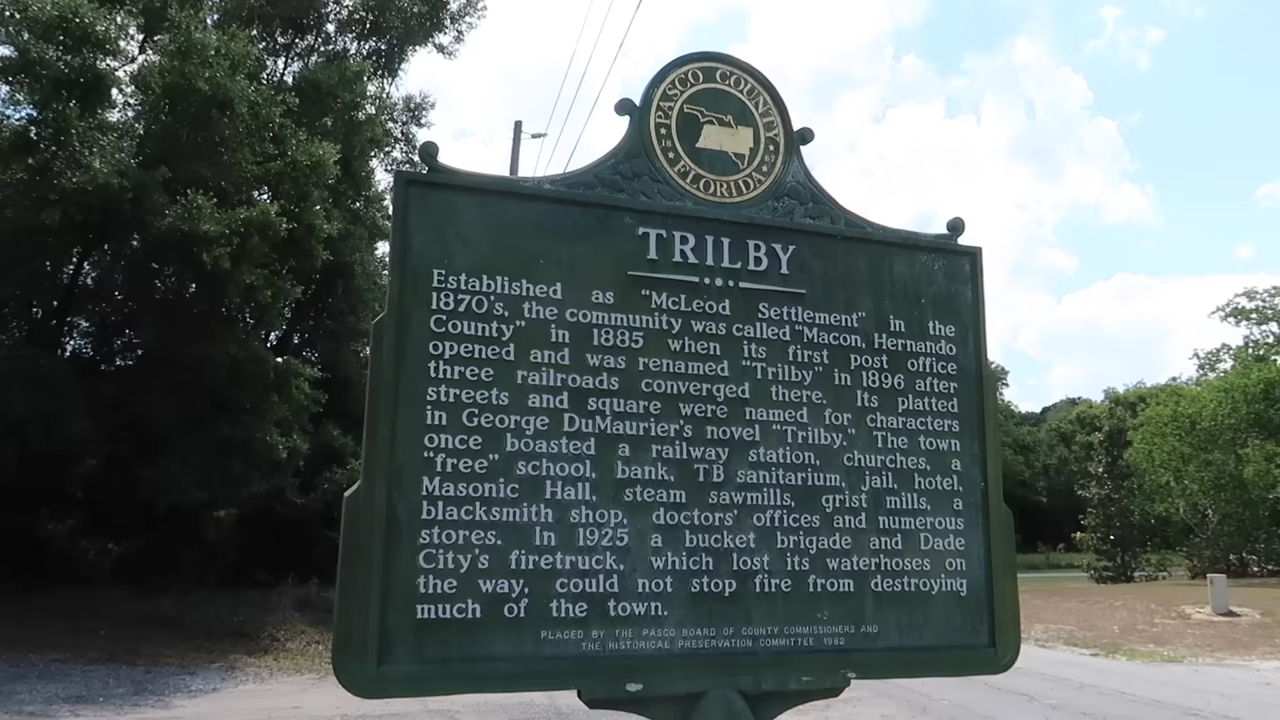 PASCO COUNTY
1887
FLORIDA
TRILBY
Established as "McLeod Settlement" in the
1870's, the community was called "Macon, Hernando
County" in 1885 when its first post office
opened and was renamed "Trilby" in 1896 after
three railroads converged there. Its platted
streets and square were named for characters
in George DuMaurier's novel "Trilby." The town
once boasted a railway station, churches, a
"free" school, bank, TB sanitarium, jail, hotel,
Masonic Hall, steam sawmills, grist mills, a
blacksmith shop, doctors' offices and numerous
stores. In 1925 a bucket brigade and Dade
City's firetruck, which lost its waterhoses on
the way, could not stop fire from destroying
much of the town.
PLACED BY THE PASCO BOARD OF COUNTY COMMISSIONERS AND
THE HISTORICAL PRESERVATION COMMITTEE 1982